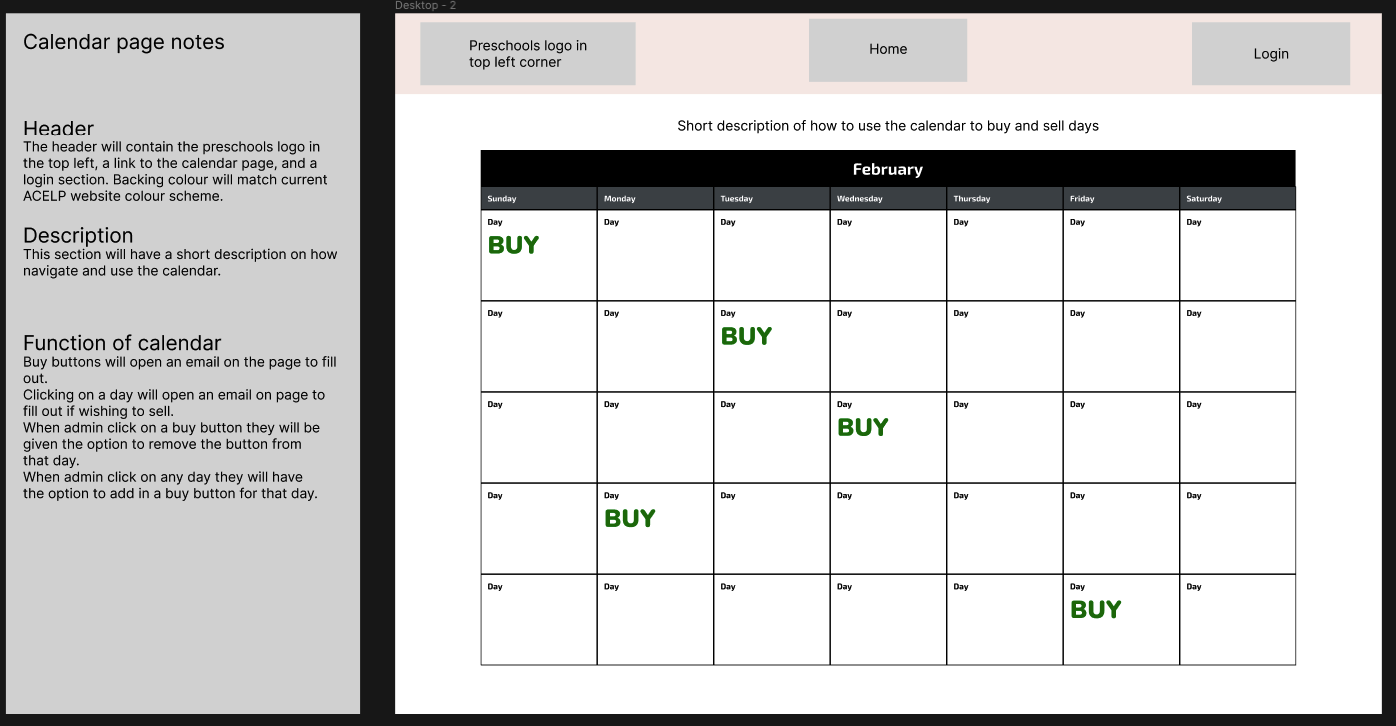 Desktop - 2
Calendar page notes
Header
The header will contain the preschools logo in
the top left, a link to the calendar page, and a
login section. Backing colour will match current
ACELP website colour scheme.
Description
This section will have a short description on how
navigate and use the calendar.
Function of calendar
Buy buttons will open an email on the page to fill
out.
Clicking on a day will open an email on page to
fill out if wishing to sell.
When admin click on a buy button they will be
given the option to remove the button from
that day.
When admin click on any day they will have
the option to add in a buy button for that day.
Preschools logo in
top left corner
Home
Login
Short description of how to use the calendar to buy and sell days
February
Sunday Monday Tuesday Wednesday Thursday Friday Saturday
Day Day Day Day Day Day Day
BUY
Day Day Day Day Day Day Day
BUY
Day Day Day Day Day Day Day
BUY
Day Day Day Day Day Day Day
BUY
Day Day Day Day Day Day Day
BUY